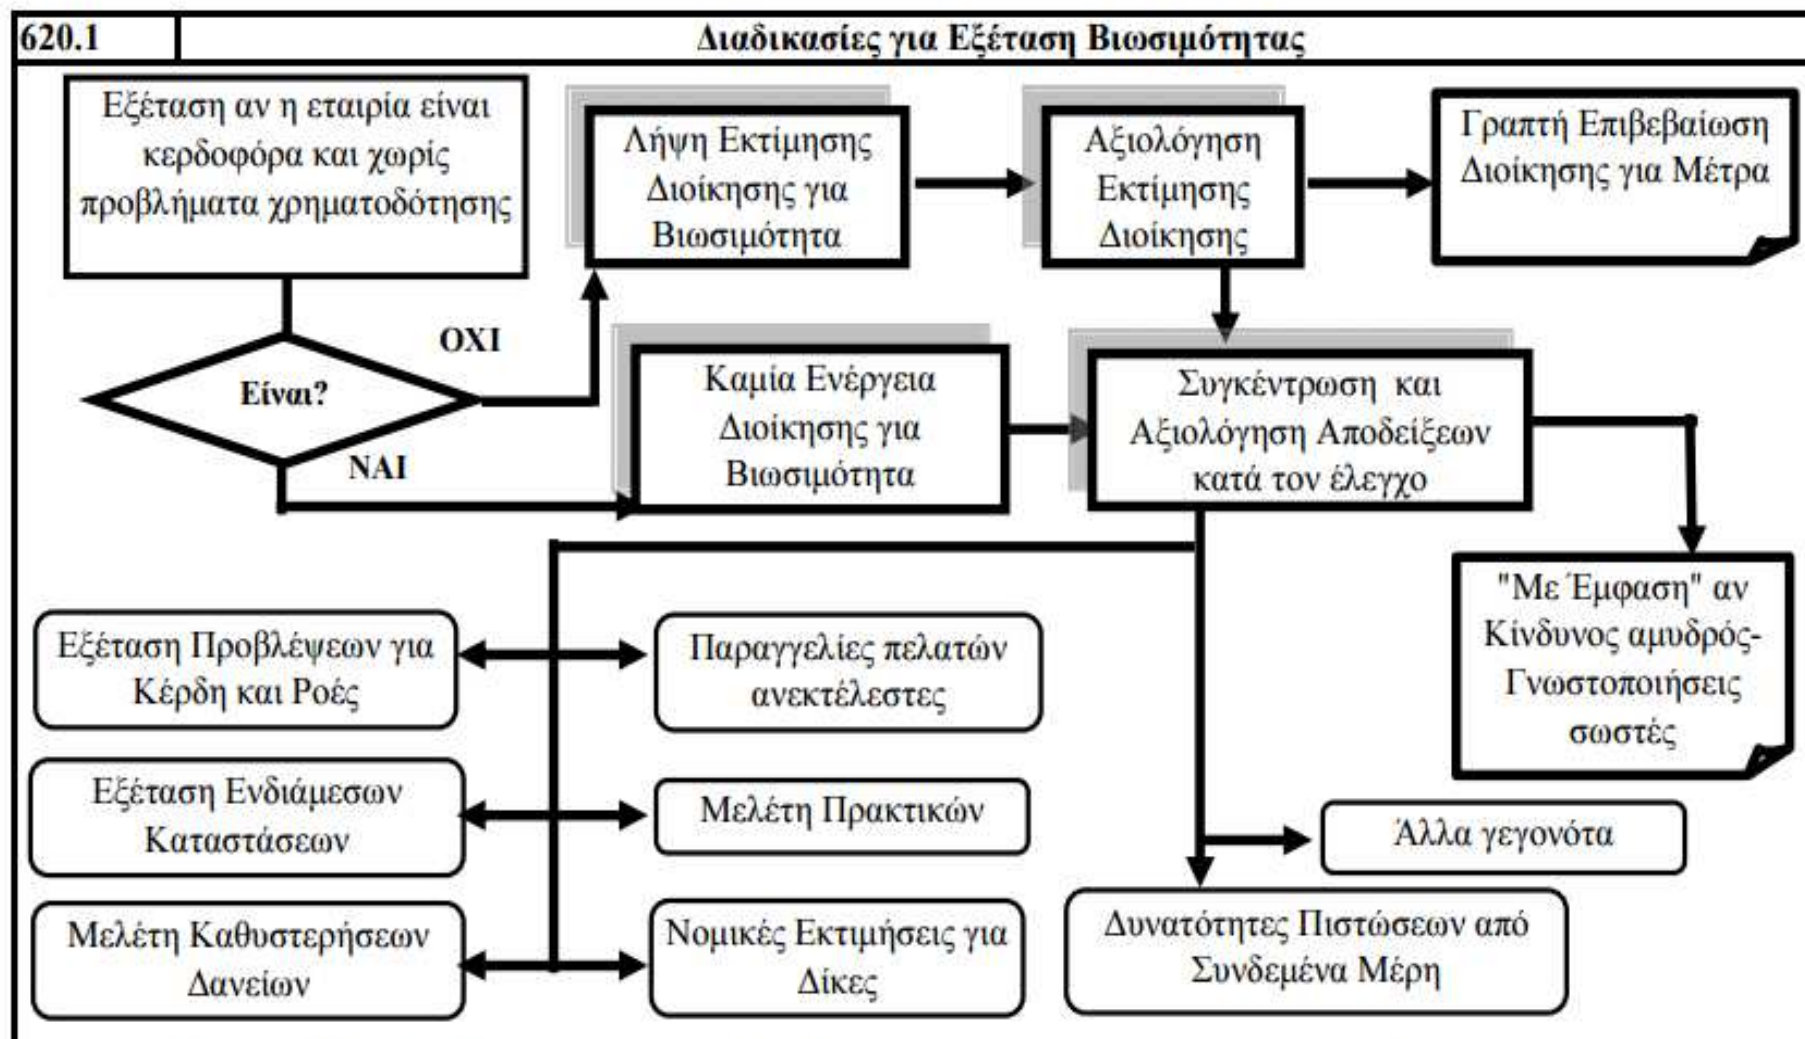 620.1
Διαδικασίες για Εξέταση Βιωσιμότητας
Εξέταση αν η εταιρία είναι
κερδοφόρα και χωρίς
προβλήματα χρηματοδότησης
Λήψη Εκτίμησης
Διοίκησης για
Βιωσιμότητα
Αξιολόγηση
Εκτίμησης
Διοίκησης
Γραπτή Επιβεβαίωση
Διοίκησης για Μέτρα
Είναι?
ΟΧΙ
ΝΑΙ
Καμία Ενέργεια
Διοίκησης για
Βιωσιμότητα
Συγκέντρωση και
Αξιολόγηση Αποδείξεων
κατά τον έλεγχο
"Με Έμφαση" αν
Κίνδυνος αμυδρός-
Γνωστοποιήσεις
σωστές
Εξέταση Προβλέψεων για
Κέρδη και Ροές
Παραγγελίες πελατών
ανεκτέλεστες
Εξέταση Ενδιάμεσων
Καταστάσεων
Μελέτη Πρακτικών
Άλλα γεγονότα
Μελέτη Καθυστερήσεων
Δανείων
Νομικές Εκτιμήσεις για
Δίκες
Δυνατότητες Πιστώσεων από
Συνδεμένα Μέρη